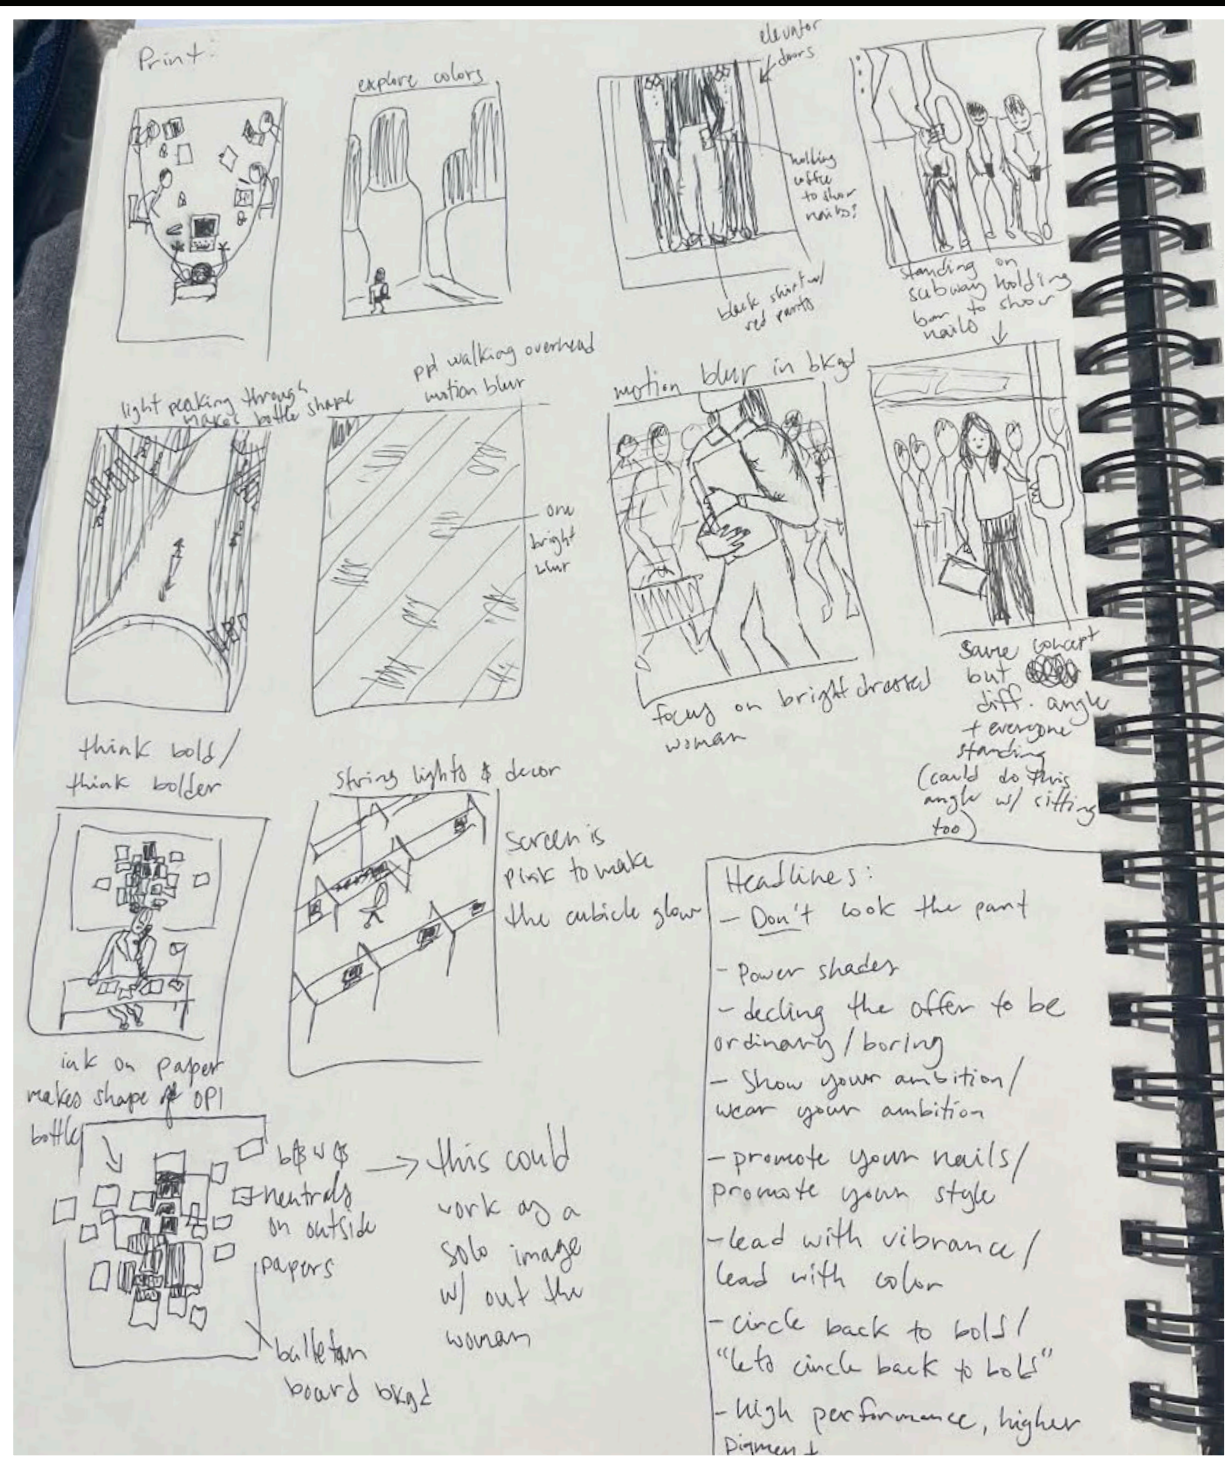 Print:
explore colors
elevator
doors
holding
coffee
to show
nails?
black shirt w/
red pants
standing on
subway holding
bar to show
nails
light peaking through
makes bottle shape
ppl walking overhead
motion blur
one
bright
blur
motion blur in bkgd
focus on bright dressed
woman
same concept
but
diff. angle
+ everyone
standing
(could do this
angle w/ sitting
too)
think bold/
think bolder
string lights & decor
screen is
pink to make
the cubicle glow
ink on paper
makes shape of OPI
bottle
b&w &
neutrals
on outside
papers
bulletan
board bkgd
this could
work as a
solo image
w/ out the
woman
Headlines:
- Don't look the part
- Power shades
- decling the offer to be
ordinary/boring
- Show your ambition/
wear your ambition
- promote your nails/
promote your style
- lead with vibrance/
lead with color
- circle back to bold/
"lets circle back to bold"
- High performance, higher
pigment